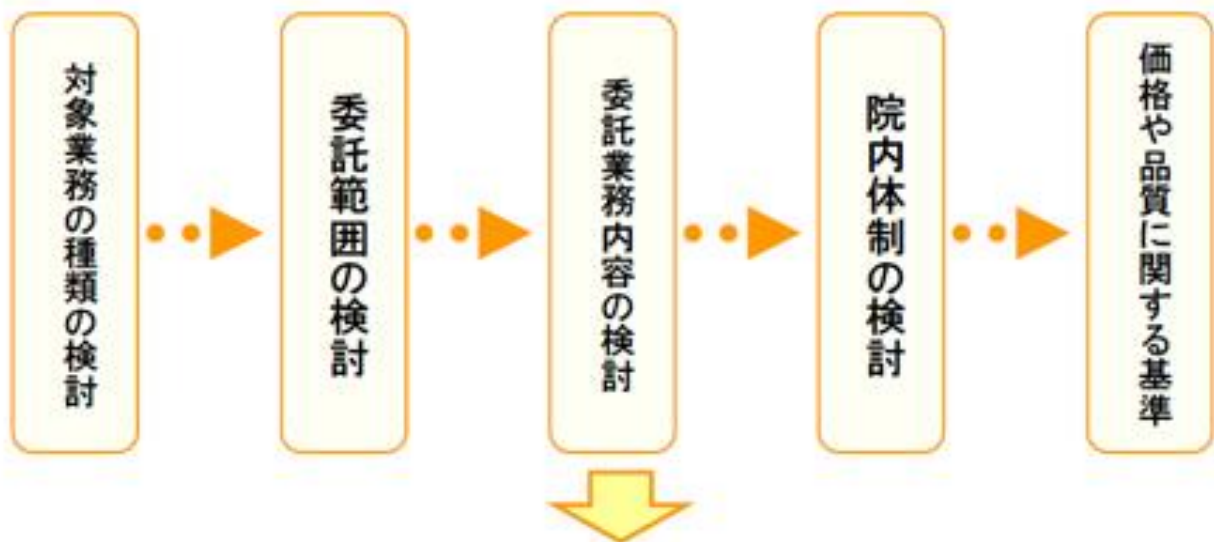 対象業務の種類の検討
委託範囲の検討
委託業務内容の検討
院内体制の検討
価格や品質に関する基準